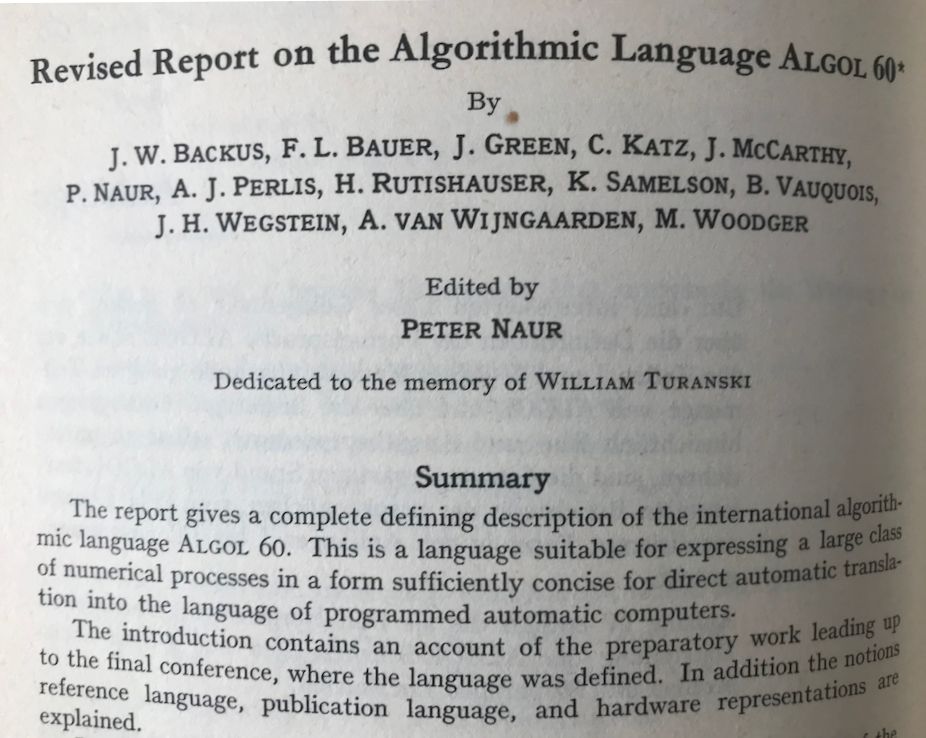 Revised Report on the Algorithmic Language ALGOL 60*
By
J. W. BACKUS, F. L. BAUER, J. GREEN, C. KATZ, J. MCCARTHY,
P. NAUR, A. J. PERLIS, H. RUTISHAUSER, K. SAMELSON, B. VAUQUOIS,
J. H. WEGSTEIN, A. VAN WIJNGAARDEN, M. WOODGER
Edited by
PETER NAUR
Dedicated to the memory of WILLIAM TURANSKI
Summary
The report gives a complete defining description of the international algorith-
mic language ALGOL 60. This is a language suitable for expressing a large class
of numerical processes in a form sufficiently concise for direct automatic transla-
tion into the language of programmed automatic computers.
The introduction contains an account of the preparatory work leading up
to the final conference, where the language was defined. In addition the notions
reference language, publication language, and hardware representations are
explained.